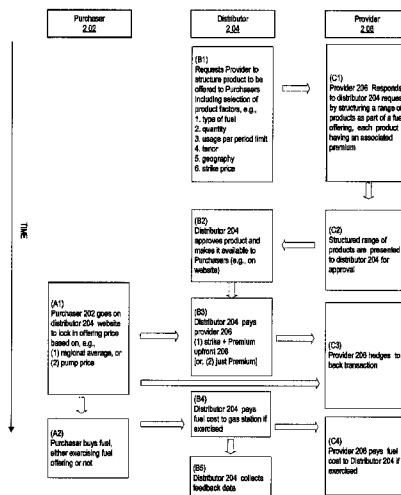 Purchaser
202
Distributor
204
Provider
206
(B1)
Requests Provider to
structure product to be
offered to Purchasers
including selection of
product factors, e.g.,
1. type of fuel
2. quantity
3. usage per period limit
4. tenor
5. geography
6. strike price
(C1)
Provider 206 Responds
to distributor 204 request
by structuring a range of
products as part of a fuel
offering, each product
having an associated
premium
(B2)
Distributor 204
approves product and
makes it available to
Purchasers (e.g., on
website)
(C2)
Structured range of
products are presented
to distributor 204 for
approval
TIME
(A1)
Purchaser 202 goes on
distributor 204 website
to lock in offering price
based on, e.g.,
(1) regional average, or
(2) pump price
(B3)
Distributor 204 pays
provider 206
(1) strike + Premium
upfront 206
[or, (2) just Premium]
(C3)
Provider 206 hedges to
back transaction
(A2)
Purchaser buys fuel,
either exercising fuel
offering or not
(B4)
Distributor 204 pays
fuel cost to gas station if
exercised
(C4)
Provider 206 pays fuel
cost to Distributor 204 if
exercised
(B5)
Distributor 204 collects
feedback data